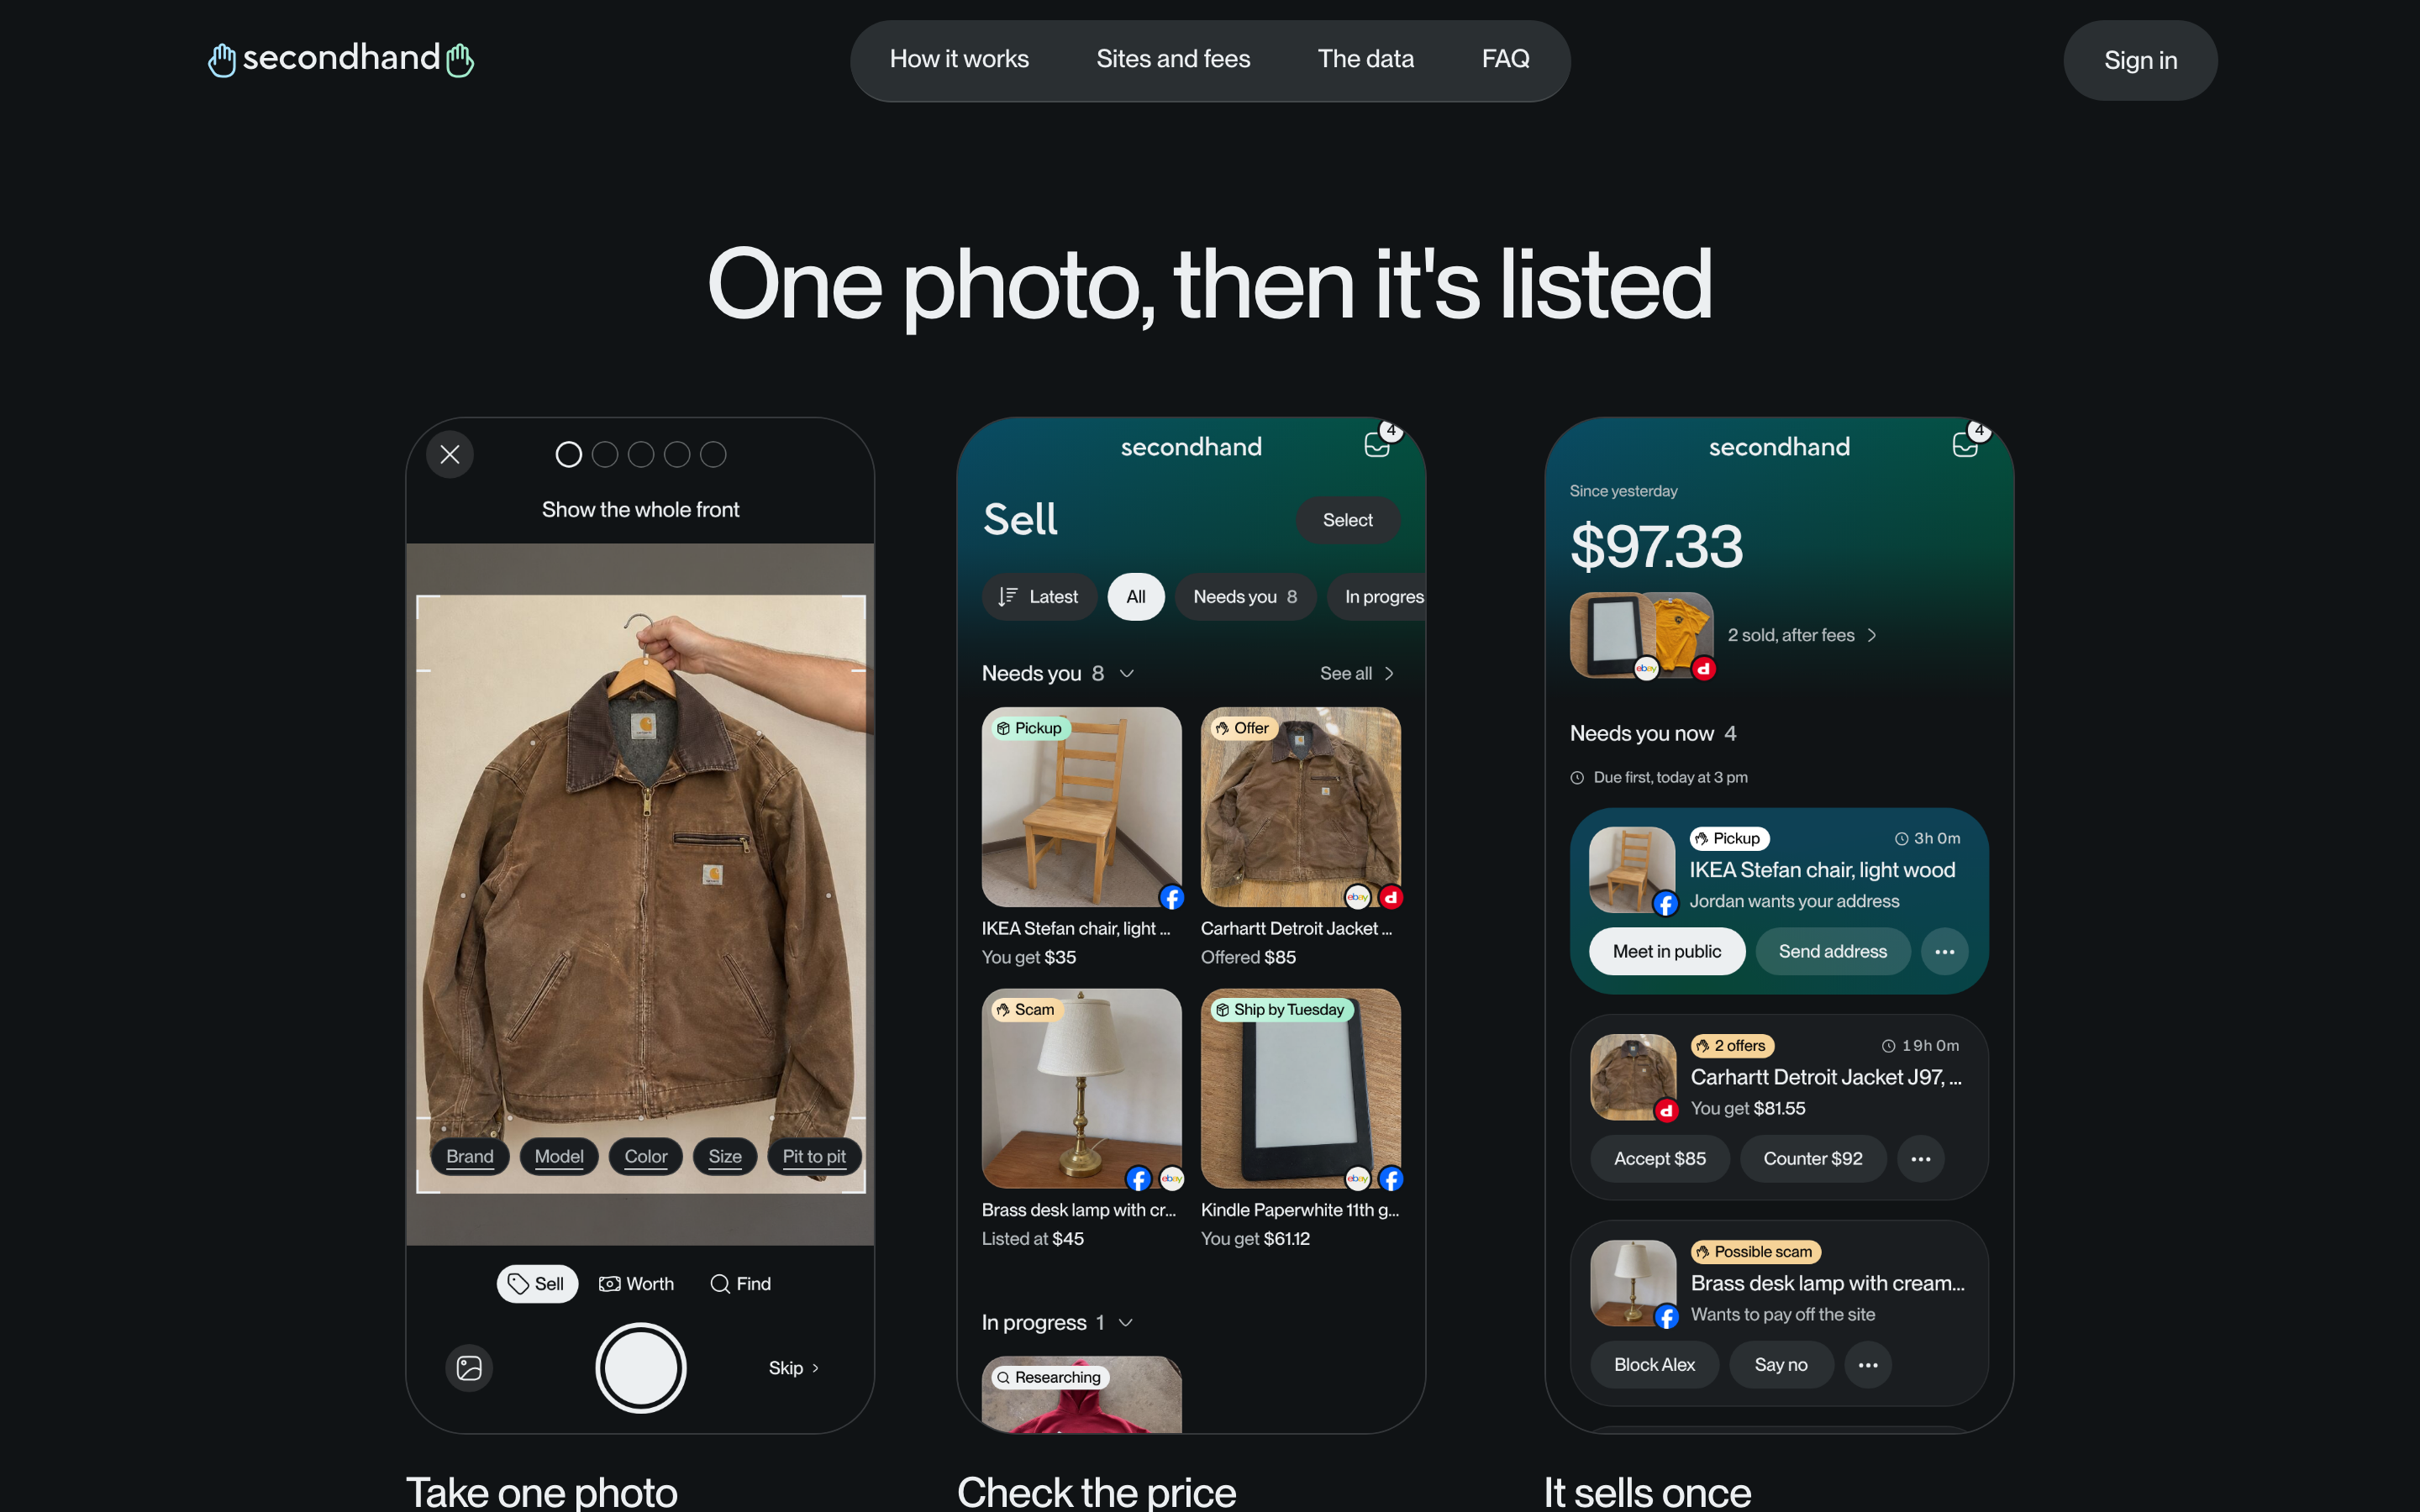 secondhand
How it works
Sites and fees
The data
FAQ
Sign in
One photo, then it's listed
Show the whole front
Brand
Model
Color
Size
Pit to pit
Sell
Worth
Find
Skip
Take one photo
secondhand
4
Sell
Select
Latest
All
Needs you 8
In progres
Needs you 8
See all
Pickup
Offer
ebay
IKEA Stefan chair, light ...
Carhartt Detroit Jacket ...
You get $35
Offered $85
Scam
Ship by Tuesday
ebay
ebay
Brass desk lamp with cr...
Kindle Paperwhite 11th g...
Listed at $45
You get $61.12
In progress 1
Researching
Check the price
secondhand
4
Since yesterday
$97.33
ebay
2 sold, after fees
Needs you now 4
Due first, today at 3 pm
Pickup
3h 0m
IKEA Stefan chair, light wood
Jordan wants your address
Meet in public
Send address
2 offers
19h 0m
Carhartt Detroit Jacket J97, ...
You get $81.55
Accept $85
Counter $92
Possible scam
Brass desk lamp with cream...
Wants to pay off the site
Block Alex
Say no
It sells once